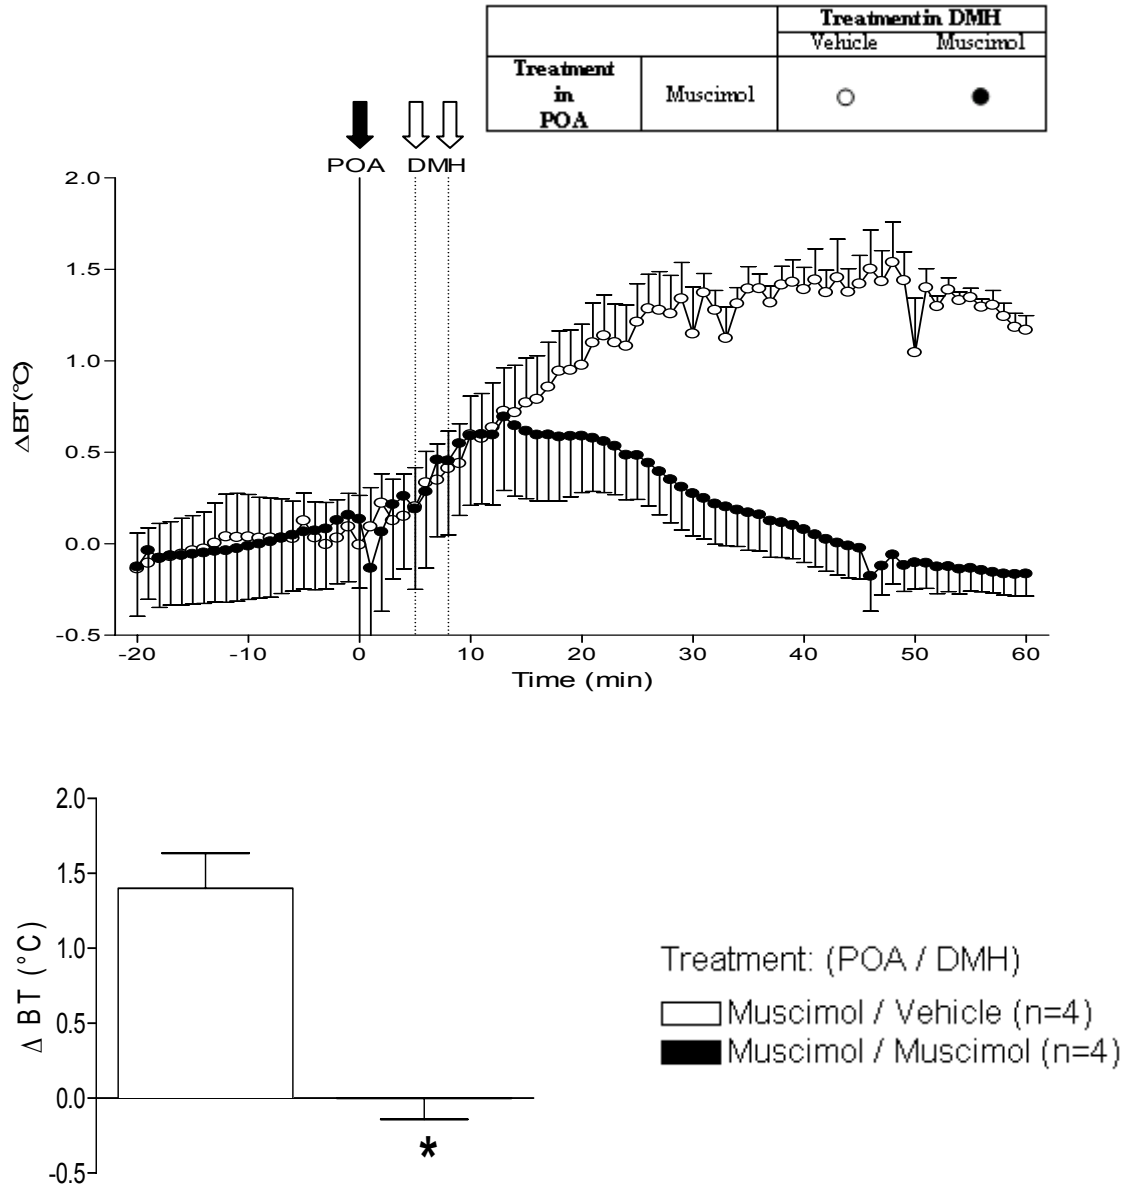 Treatment in DMH
Vehicle Muscimol
Treatment
in
POA
Muscimol
POA DMH
2.0
1.5
1.0
0.5
0.0
-0.5
ΔBT(°C)
-20 -10 0 10 20 30 40 50 60
Time (min)
2.0
1.5
1.0
0.5
0.0
-0.5
Δ BT (°C)
*
Treatment: (POA / DMH)
Muscimol / Vehicle (n=4)
Muscimol / Muscimol (n=4)